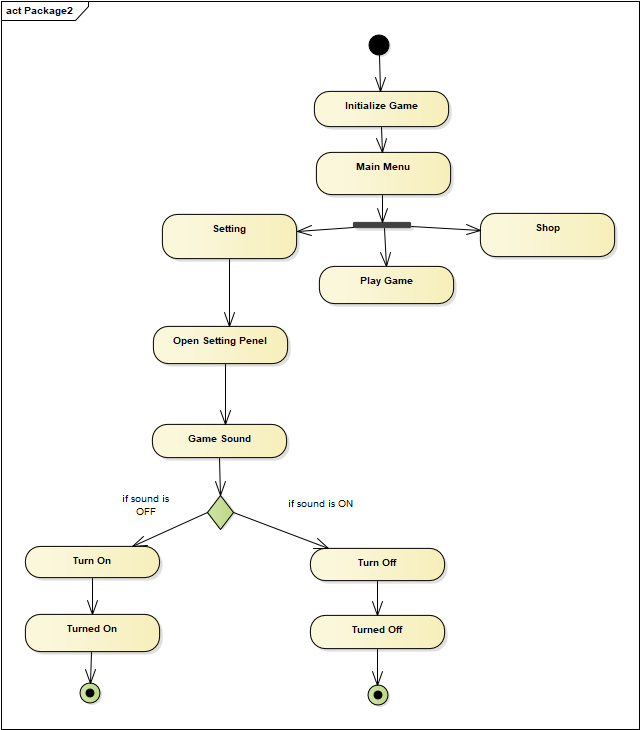 act Package2
Initialize Game
Main Menu
Setting
Shop
Play Game
Open Setting Penel
Game Sound
if sound is
OFF
if sound is ON
Turn On
Turn Off
Turned On
Turned Off